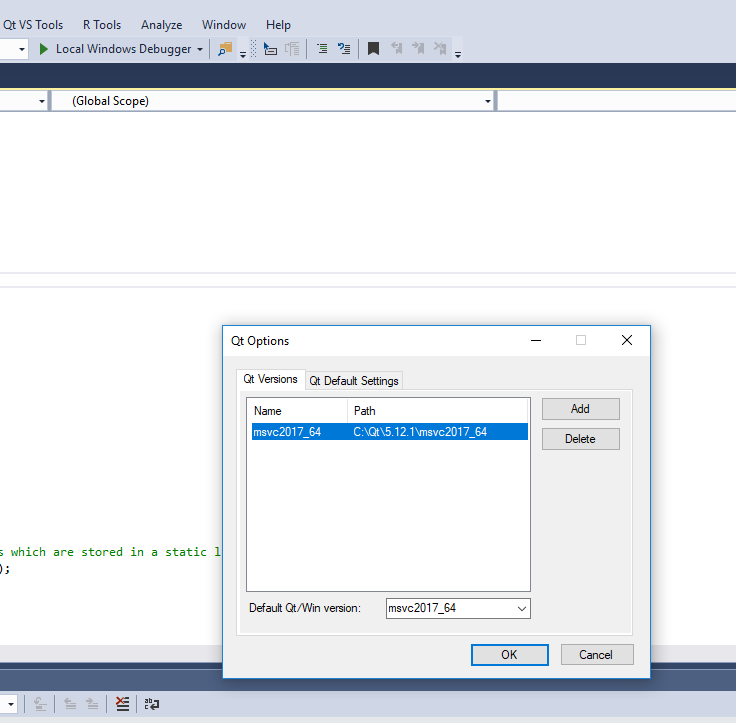 Qt VS Tools R Tools Analyze Window Help
Local Windows Debugger
(Global Scope)
Qt Options
Qt Versions Qt Default Settings
Name Path
Add
msvc2017_64 C:\Qt\5.12.1\msvc2017_64
Delete
s which are stored in a static l
);
Default Qt/Win version: msvc2017_64
OK Cancel